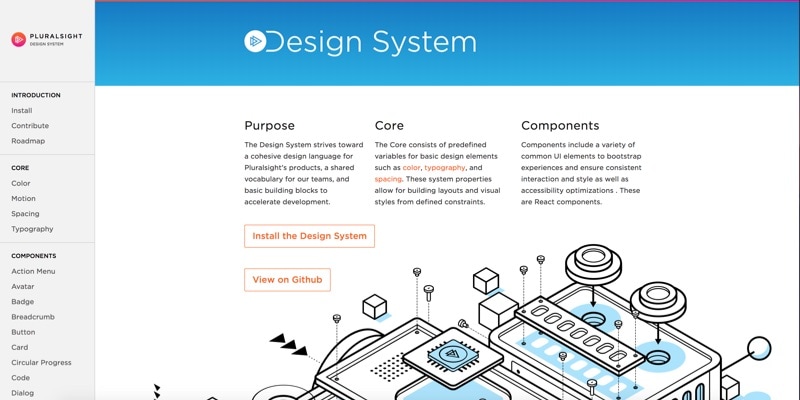 PLURALSIGHT
DESIGN SYSTEM
INTRODUCTION
Install
Contribute
Roadmap
CORE
Color
Motion
Spacing
Typography
COMPONENTS
Action Menu
Avatar
Badge
Breadcrumb
Button
Card
Circular Progress
Code
Dialog
Design System
Purpose
The Design System strives toward
a cohesive design language for
Pluralsight's products, a shared
vocabulary for our teams, and
basic building blocks to
accelerate development.
Core
The Core consists of predefined
variables for basic design elements
such as color, typography, and
spacing. These system properties
allow for building layouts and visual
styles from defined constraints.
Components
Components include a variety of
common UI elements to bootstrap
experiences and ensure consistent
interaction and style as well as
accessibility optimizations . These
are React components.
Install the Design System
View on Github